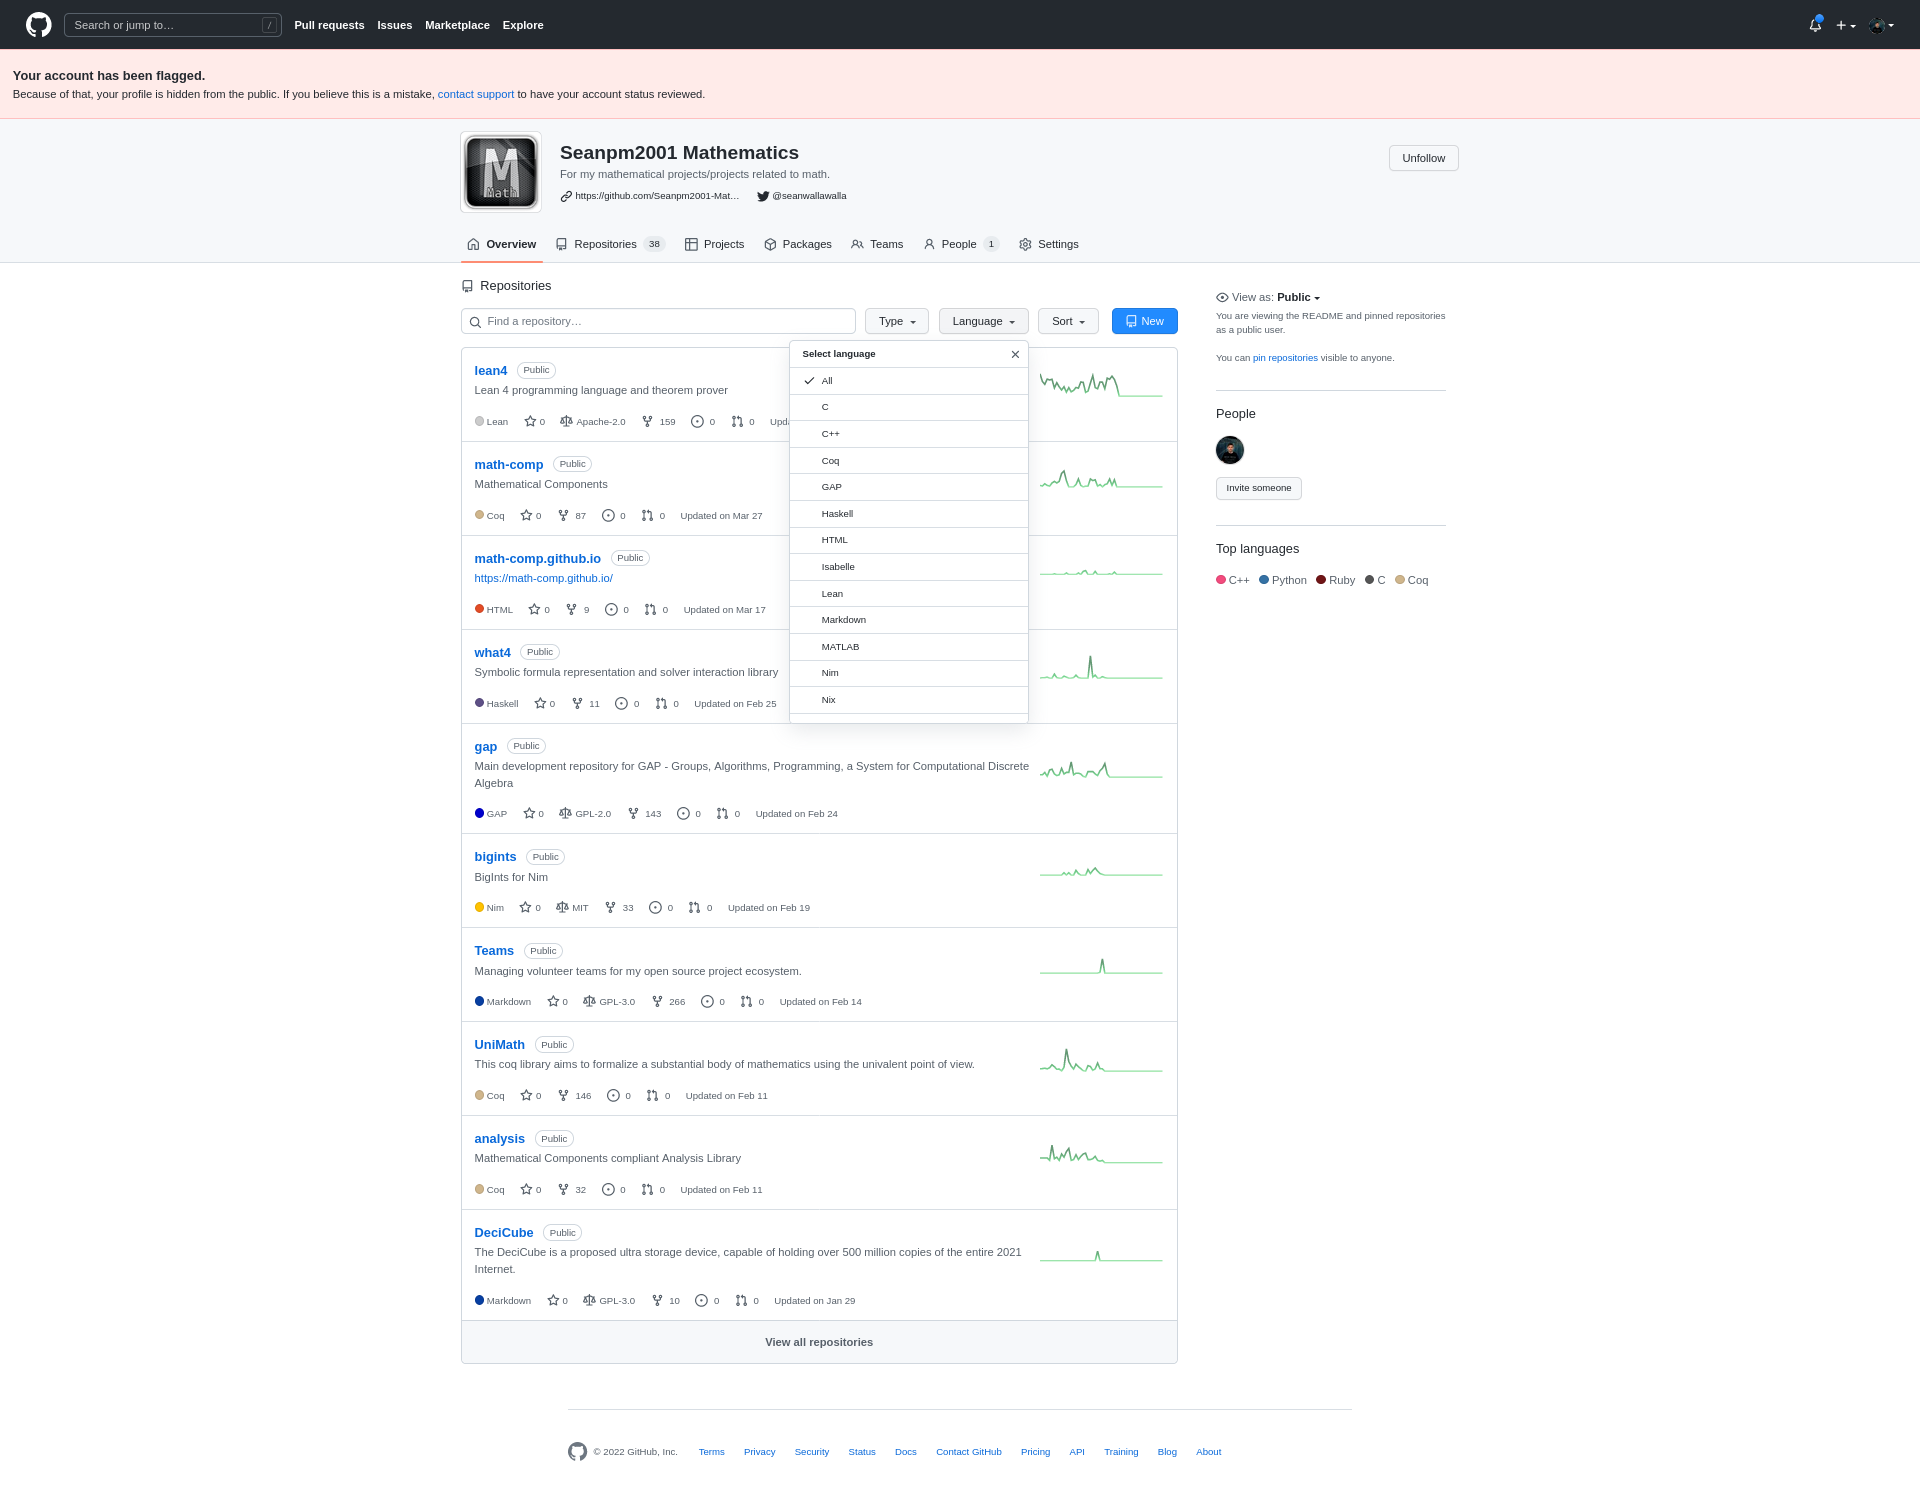 Search or jump to… /
Pull requests Issues Marketplace Explore
Your account has been flagged.
Because of that, your profile is hidden from the public. If you believe this is a mistake, contact support to have your account status reviewed.
M
Math
Seanpm2001 Mathematics
For my mathematical projects/projects related to math.
https://github.com/Seanpm2001-Mat… @seanwallawalla
Unfollow
Overview Repositories 38 Projects Packages Teams People 1 Settings
Repositories
Find a repository… Type Language Sort New
Select language
All
C
C++
Coq
GAP
Haskell
HTML
Isabelle
Lean
Markdown
MATLAB
Nim
Nix
lean4 Public
Lean 4 programming language and theorem prover
Lean 0 Apache-2.0 159 0 0 Upda
math-comp Public
Mathematical Components
Coq 0 87 0 0 Updated on Mar 27
math-comp.github.io Public
https://math-comp.github.io/
HTML 0 9 0 0 Updated on Mar 17
what4 Public
Symbolic formula representation and solver interaction library
Haskell 0 11 0 0 Updated on Feb 25
gap Public
Main development repository for GAP - Groups, Algorithms, Programming, a System for Computational Discrete
Algebra
GAP 0 GPL-2.0 143 0 0 Updated on Feb 24
bigints Public
BigInts for Nim
Nim 0 MIT 33 0 0 Updated on Feb 19
Teams Public
Managing volunteer teams for my open source project ecosystem.
Markdown 0 GPL-3.0 266 0 0 Updated on Feb 14
UniMath Public
This coq library aims to formalize a substantial body of mathematics using the univalent point of view.
Coq 0 146 0 0 Updated on Feb 11
analysis Public
Mathematical Components compliant Analysis Library
Coq 0 32 0 0 Updated on Feb 11
DeciCube Public
The DeciCube is a proposed ultra storage device, capable of holding over 500 million copies of the entire 2021
Internet.
Markdown 0 GPL-3.0 10 0 0 Updated on Jan 29
View all repositories
View as: Public
You are viewing the README and pinned repositories
as a public user.
You can pin repositories visible to anyone.
People
Invite someone
Top languages
C++ Python Ruby C Coq
© 2022 GitHub, Inc. Terms Privacy Security Status Docs Contact GitHub Pricing API Training Blog About